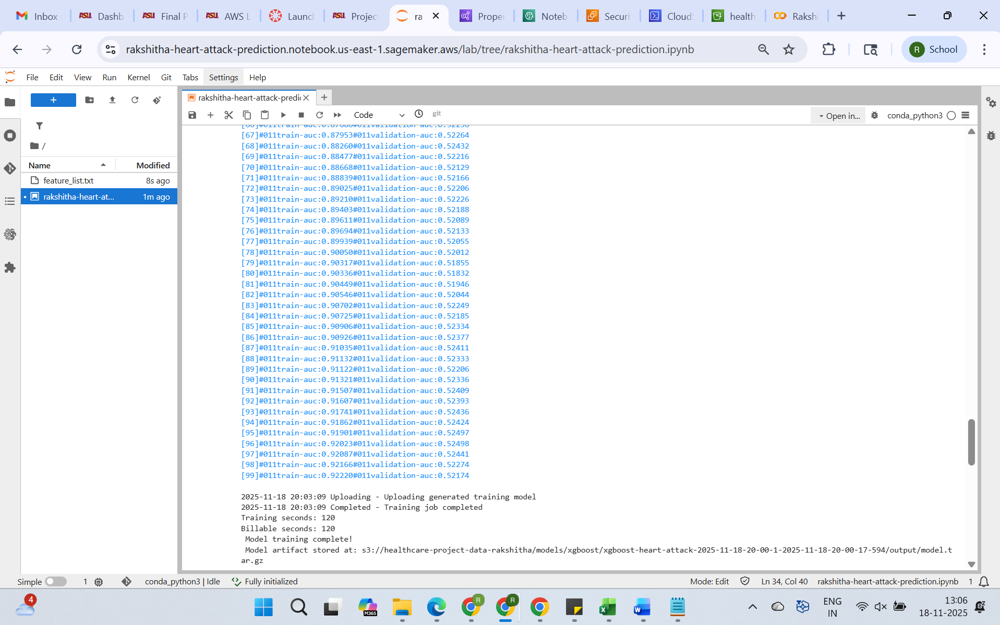 Inbox
Dashb
Final P
AWS L
Launch
Projec
ra
Proper
Noteb
Securi
Cloud
health
Rakshi
rakshitha-heart-attack-prediction.notebook.us-east-1.sagemaker.aws/lab/tree/rakshitha-heart-attack-prediction.ipynb
R School
File Edit View Run Kernel Git Tabs Settings Help
rakshitha-heart-attack-predic
Code
git
Open in...
conda_python3
/
Name Modified
feature_list.txt 8s ago
rakshitha-heart-at... 1m ago
[67]#011train-auc:0.87953#011validation-auc:0.52264
[68]#011train-auc:0.88260#011validation-auc:0.52432
[69]#011train-auc:0.88477#011validation-auc:0.52216
[70]#011train-auc:0.88668#011validation-auc:0.52129
[71]#011train-auc:0.88839#011validation-auc:0.52166
[72]#011train-auc:0.89025#011validation-auc:0.52206
[73]#011train-auc:0.89210#011validation-auc:0.52226
[74]#011train-auc:0.89403#011validation-auc:0.52188
[75]#011train-auc:0.89611#011validation-auc:0.52089
[76]#011train-auc:0.89694#011validation-auc:0.52133
[77]#011train-auc:0.89939#011validation-auc:0.52055
[78]#011train-auc:0.90050#011validation-auc:0.52012
[79]#011train-auc:0.90317#011validation-auc:0.51855
[80]#011train-auc:0.90336#011validation-auc:0.51832
[81]#011train-auc:0.90449#011validation-auc:0.51946
[82]#011train-auc:0.90546#011validation-auc:0.52044
[83]#011train-auc:0.90702#011validation-auc:0.52249
[84]#011train-auc:0.90725#011validation-auc:0.52185
[85]#011train-auc:0.90906#011validation-auc:0.52334
[86]#011train-auc:0.90926#011validation-auc:0.52377
[87]#011train-auc:0.91035#011validation-auc:0.52411
[88]#011train-auc:0.91132#011validation-auc:0.52333
[89]#011train-auc:0.91122#011validation-auc:0.52206
[90]#011train-auc:0.91321#011validation-auc:0.52336
[91]#011train-auc:0.91507#011validation-auc:0.52409
[92]#011train-auc:0.91607#011validation-auc:0.52393
[93]#011train-auc:0.91741#011validation-auc:0.52436
[94]#011train-auc:0.91862#011validation-auc:0.52424
[95]#011train-auc:0.91901#011validation-auc:0.52497
[96]#011train-auc:0.92023#011validation-auc:0.52498
[97]#011train-auc:0.92087#011validation-auc:0.52441
[98]#011train-auc:0.92166#011validation-auc:0.52274
[99]#011train-auc:0.92220#011validation-auc:0.52174
2025-11-18 20:03:09 Uploading - Uploading generated training model
2025-11-18 20:03:09 Completed - Training job completed
Training seconds: 120
Billable seconds: 120
Model training complete!
Model artifact stored at: s3://healthcare-project-data-rakshitha/models/xgboost/xgboost-heart-attack-2025-11-18-20-00-1-2025-11-18-20-00-17-594/output/model.t
ar.gz
Simple 1 conda_python3 | Idle Fully initialized Mode: Edit Ln 34, Col 40 rakshitha-heart-attack-prediction.ipynb 1
4
M365
R
R
ENG
IN
13:06
18-11-2025